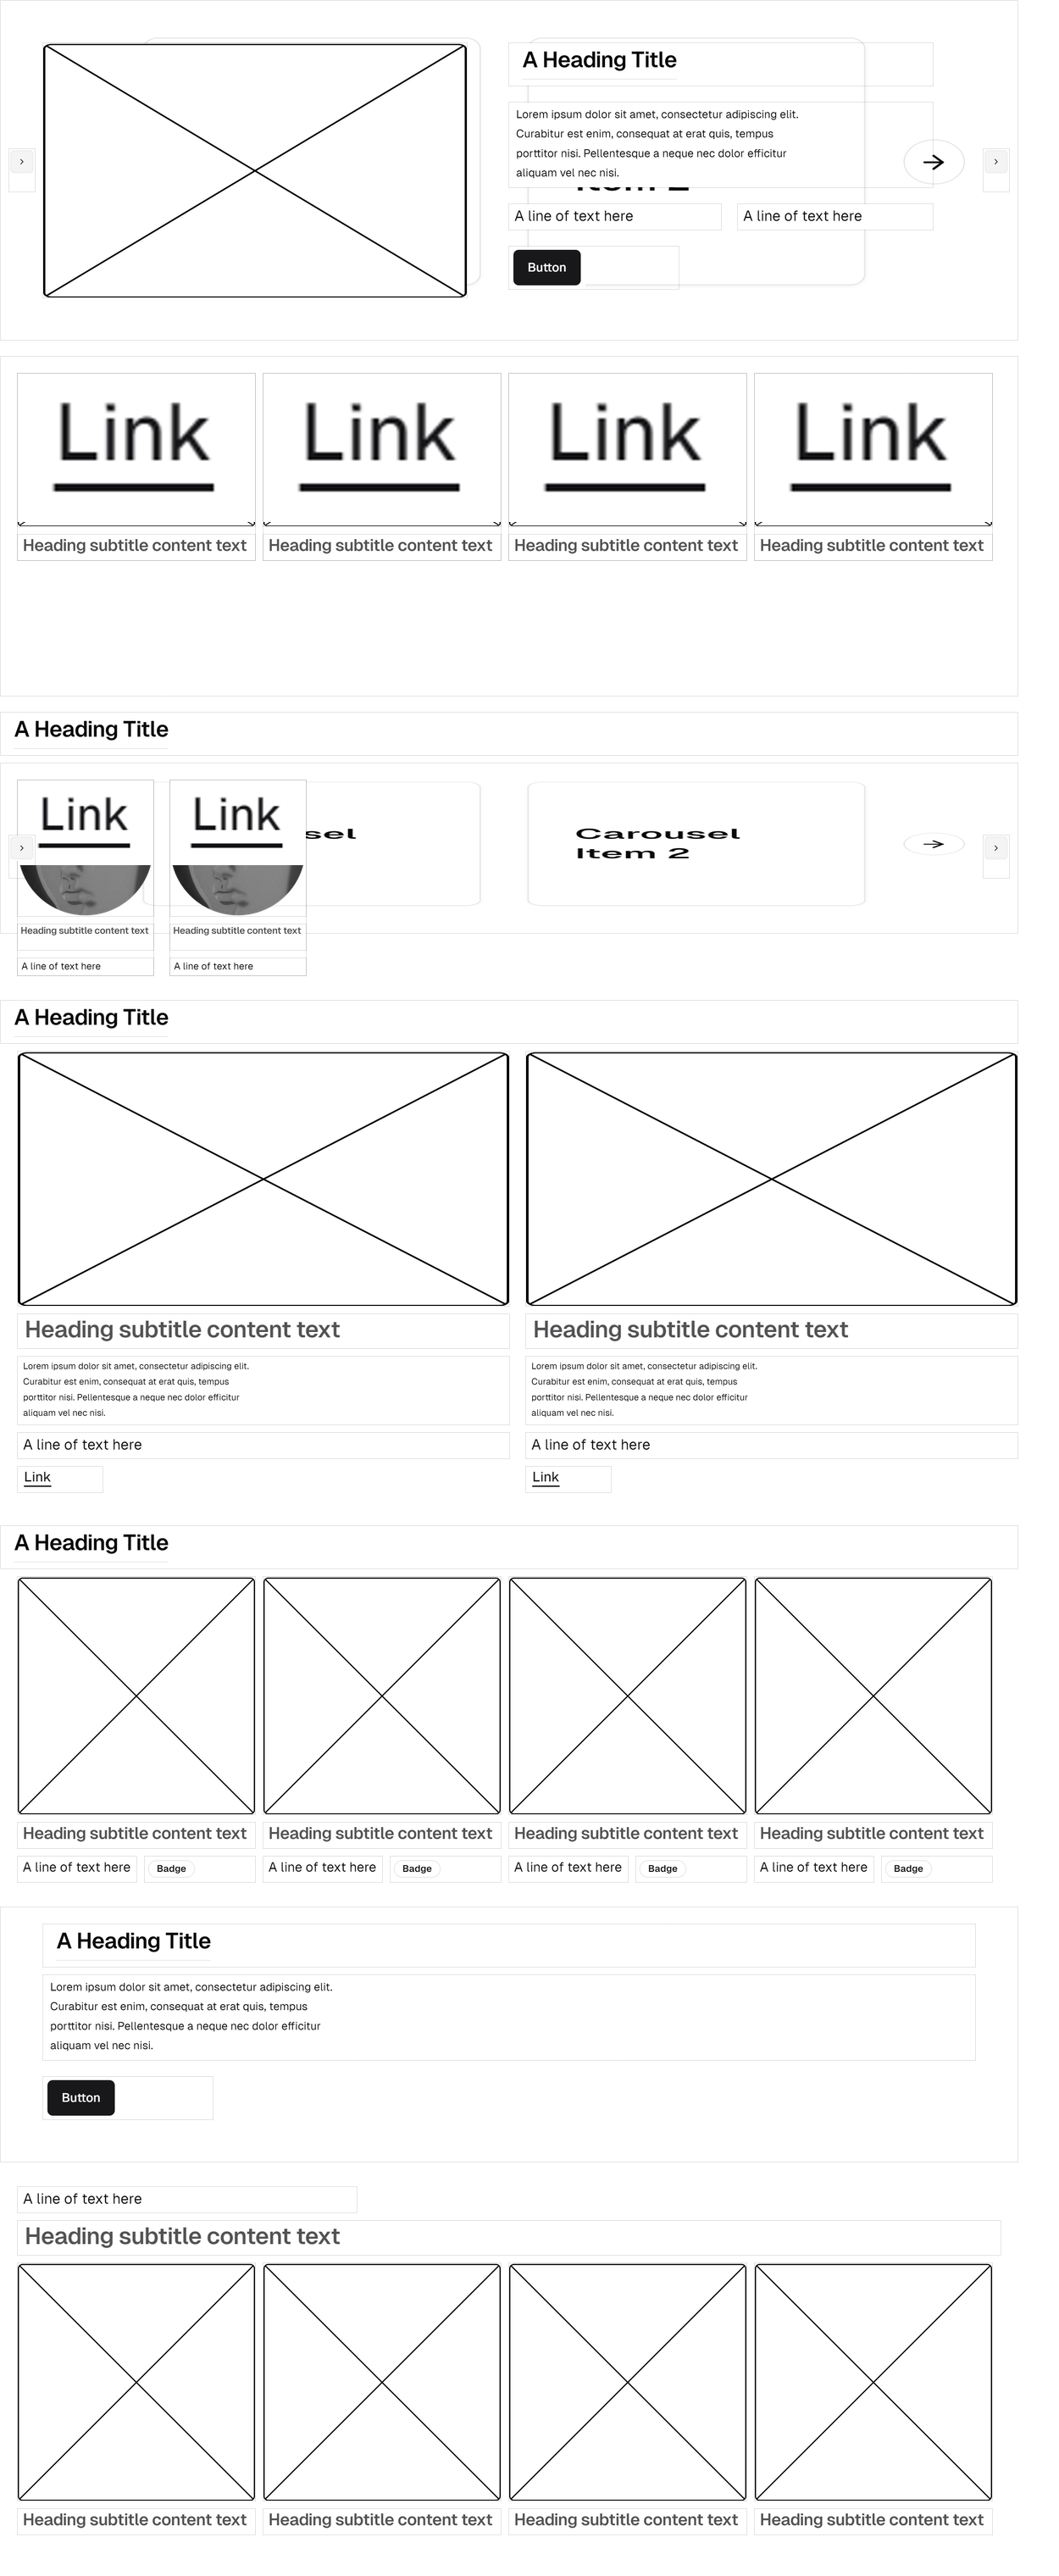 A Heading Title
Lorem ipsum dolor sit amet, consectetur adipiscing elit.
Curabitur est enim, consequat at erat quis, tempus
porttitor nisi. Pellentesque a neque nec dolor efficitur
aliquam vel nec nisi.
Item 2
A line of text here
A line of text here
Button
Link
Link
Link
Link
Heading subtitle content text
Heading subtitle content text
Heading subtitle content text
Heading subtitle content text
A Heading Title
Link
Link
sel
Carousel
Item 2
Heading subtitle content text
Heading subtitle content text
A line of text here
A line of text here
A Heading Title
Heading subtitle content text
Lorem ipsum dolor sit amet, consectetur adipiscing elit.
Curabitur est enim, consequat at erat quis, tempus
porttitor nisi. Pellentesque a neque nec dolor efficitur
aliquam vel nec nisi.
A line of text here
Link
Heading subtitle content text
Lorem ipsum dolor sit amet, consectetur adipiscing elit.
Curabitur est enim, consequat at erat quis, tempus
porttitor nisi. Pellentesque a neque nec dolor efficitur
aliquam vel nec nisi.
A line of text here
Link
A Heading Title
Heading subtitle content text
Heading subtitle content text
Heading subtitle content text
Heading subtitle content text
A line of text here
Badge
A line of text here
Badge
A line of text here
Badge
A line of text here
Badge
A Heading Title
Lorem ipsum dolor sit amet, consectetur adipiscing elit.
Curabitur est enim, consequat at erat quis, tempus
porttitor nisi. Pellentesque a neque nec dolor efficitur
aliquam vel nec nisi.
Button
A line of text here
Heading subtitle content text
Heading subtitle content text
Heading subtitle content text
Heading subtitle content text
Heading subtitle content text